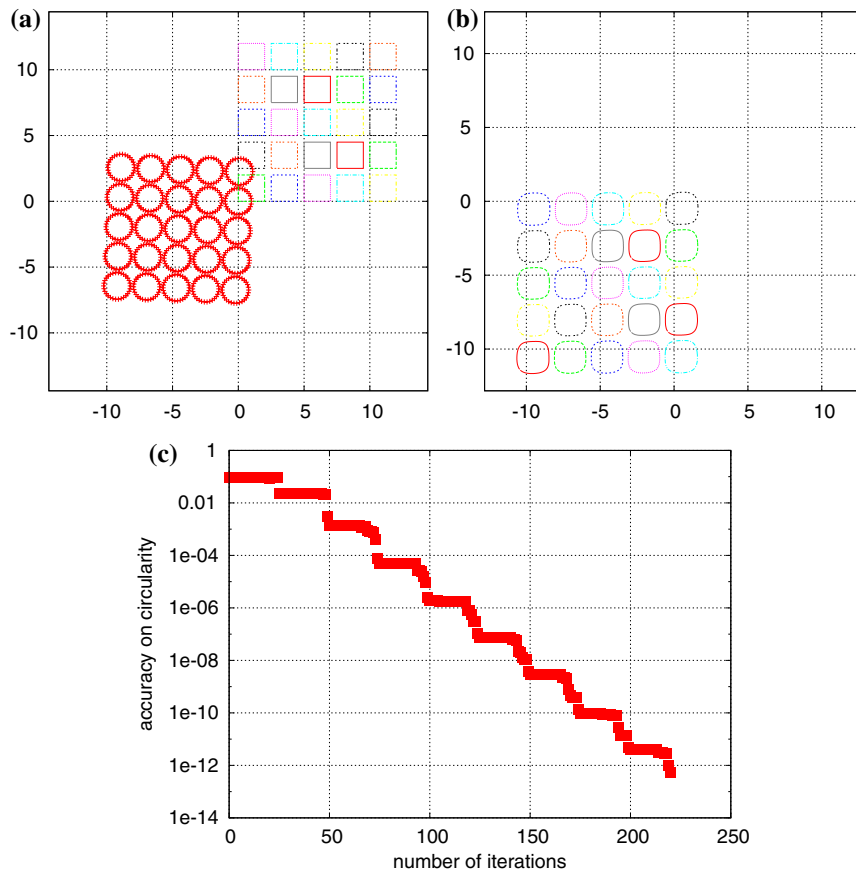 (a)
10
5
0
-5
-10
-10 -5 0 5 10
(b)
10
5
0
-5
-10
-10 -5 0 5 10
(c)
1
0.01
1e-04
1e-06
1e-08
1e-10
1e-12
1e-14
accuracy on circularity
0 50 100 150 200 250
number of iterations